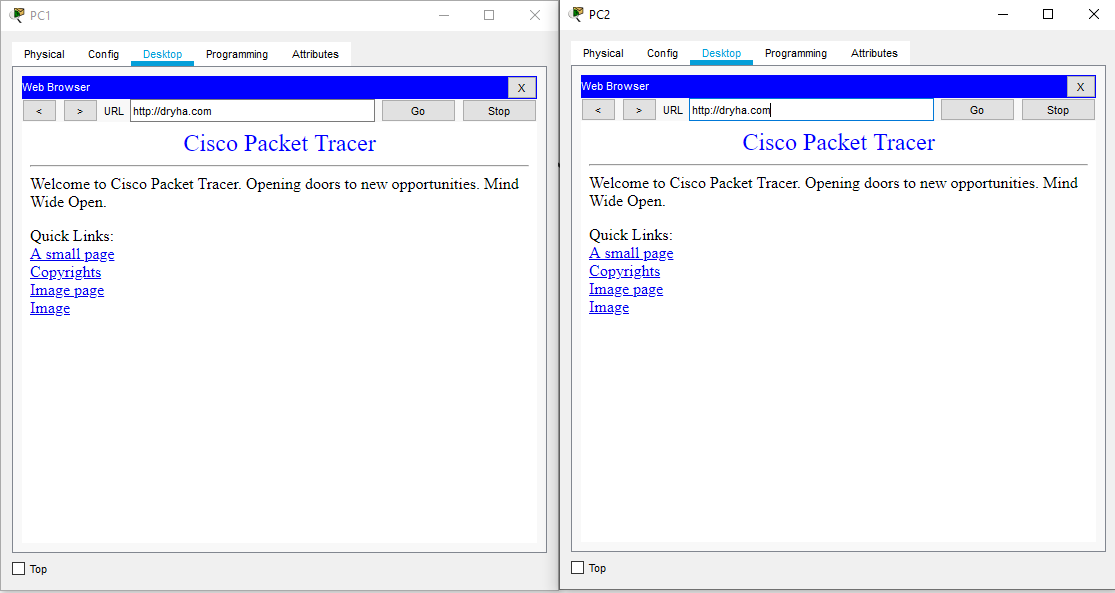 PC1
Physical Config Desktop Programming Attributes
Web Browser X
< > URL http://dryha.com Go Stop
Cisco Packet Tracer
Welcome to Cisco Packet Tracer. Opening doors to new opportunities. Mind
Wide Open.
Quick Links:
A small page
Copyrights
Image page
Image
Top
PC2
Physical Config Desktop Programming Attributes
Web Browser X
< > URL http://dryha.com Go Stop
Cisco Packet Tracer
Welcome to Cisco Packet Tracer. Opening doors to new opportunities. Mind
Wide Open.
Quick Links:
A small page
Copyrights
Image page
Image
Top